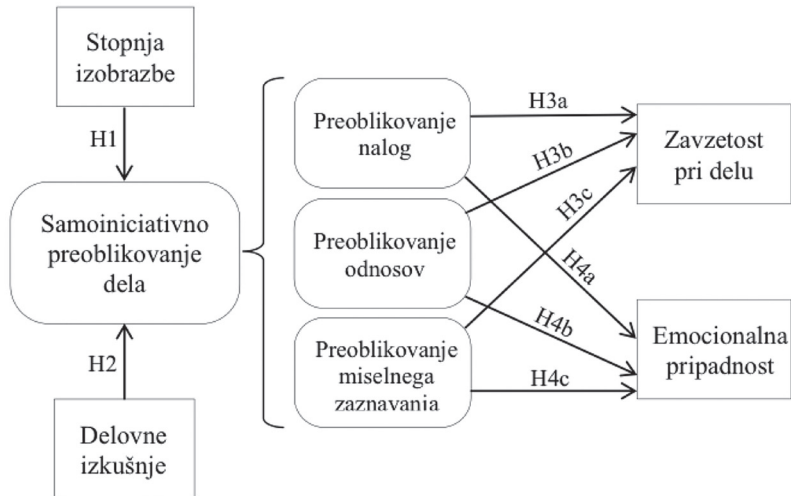 Stopnja
izobrazbe
H1
Samoiniciativno
preoblikovanje
dela
H2
Delovne
izkušnje
Preoblikovanje
nalog
Preoblikovanje
odnosov
Preoblikovanje
miselnega
zaznavania
H3a
H3b
H3c
H4a
H4b
H4c
Zavzetost
pri delu
Emocionalna
pripadnost